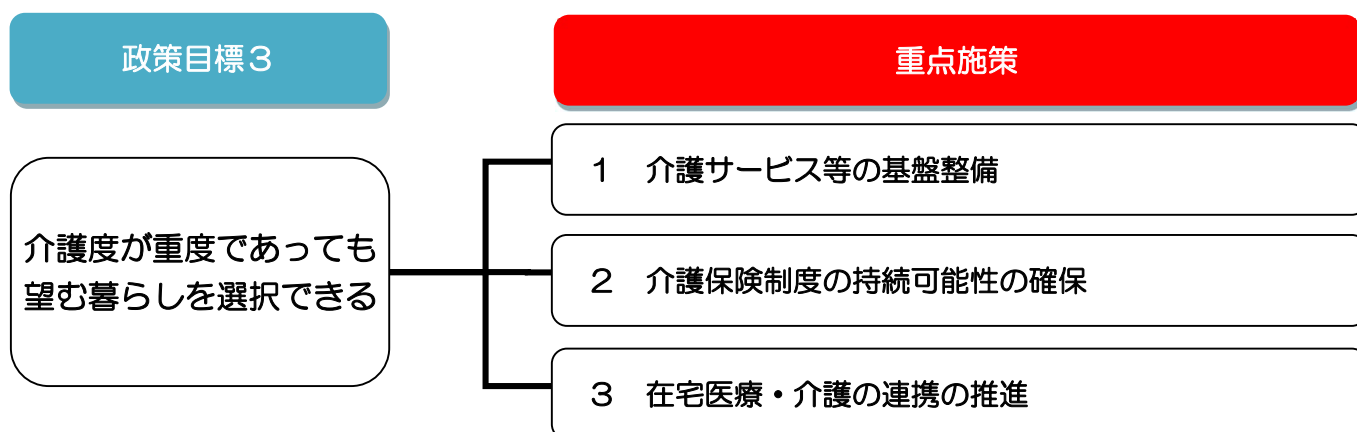 政策目標３
重点施策
介護度が重度であっても
望む暮らしを選択できる
１　介護サービス等の基盤整備
２　介護保険制度の持続可能性の確保
３　在宅医療・介護の連携の推進